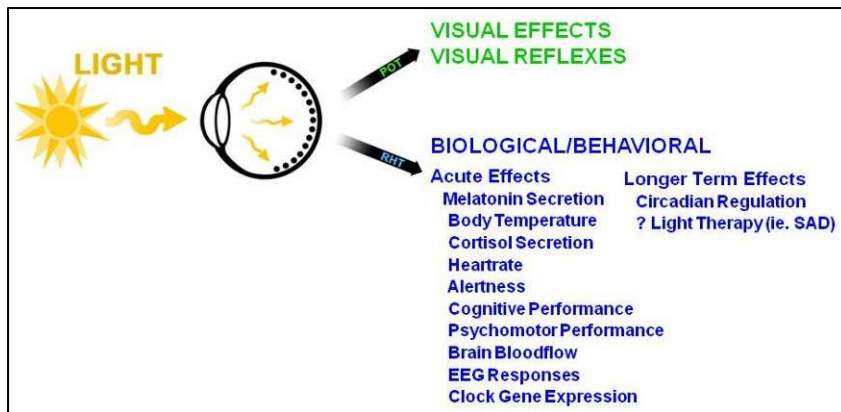 LIGHT
POT
VISUAL EFFECTS
VISUAL REFLEXES
RHT
BIOLOGICAL/BEHAVIORAL
Acute Effects
Melatonin Secretion
Body Temperature
Cortisol Secretion
Heartrate
Alertness
Cognitive Performance
Psychomotor Performance
Brain Bloodflow
EEG Responses
Clock Gene Expression
Longer Term Effects
Circadian Regulation
? Light Therapy (ie. SAD)